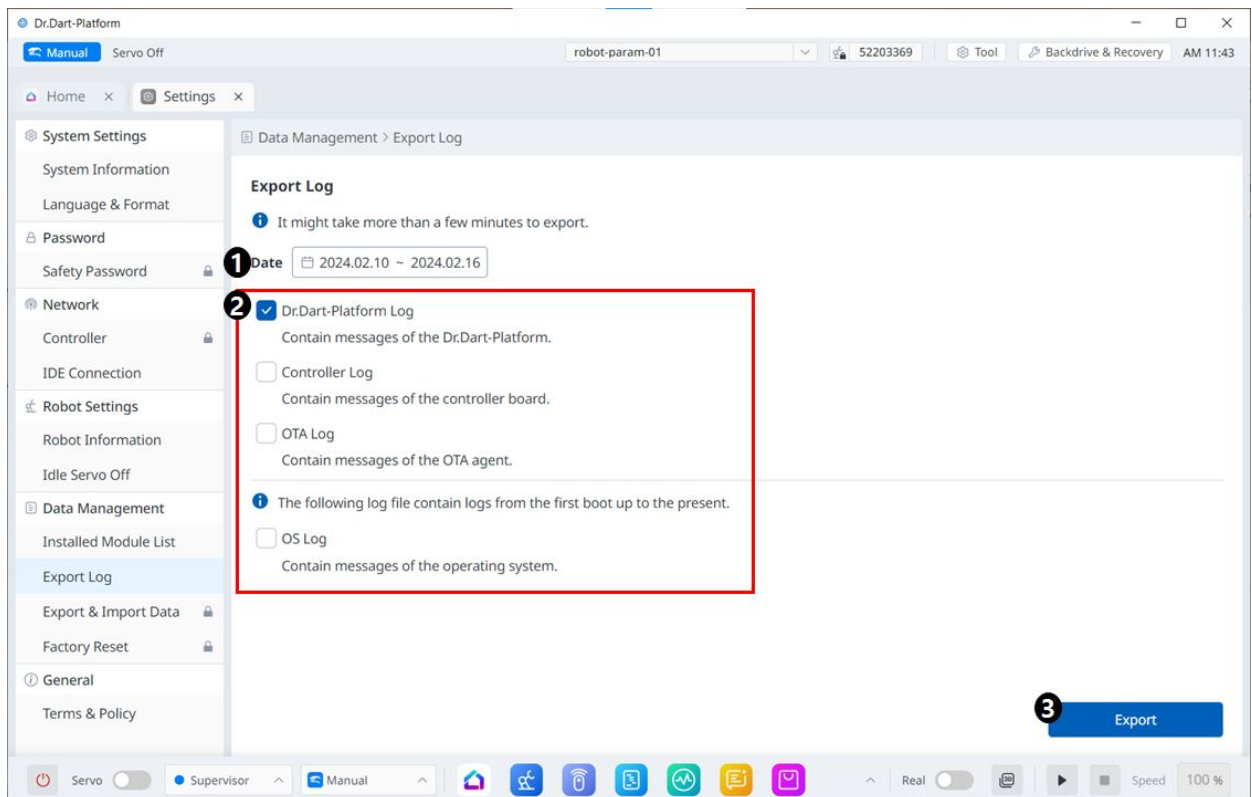 Dr.Dart-Platform
Manual Servo Off robot-param-01 52203369 Tool Backdrive & Recovery AM 11:43
Home Settings
System Settings
System Information
Language & Format
Password
Safety Password
Network
Controller
IDE Connection
Robot Settings
Robot Information
Idle Servo Off
Data Management
Installed Module List
Export Log
Export & Import Data
Factory Reset
General
Terms & Policy
Data Management > Export Log
Export Log
It might take more than a few minutes to export.
1 Date 2024.02.10 ~ 2024.02.16
2 Dr.Dart-Platform Log
Contain messages of the Dr.Dart-Platform.
Controller Log
Contain messages of the controller board.
OTA Log
Contain messages of the OTA agent.
The following log file contain logs from the first boot up to the present.
OS Log
Contain messages of the operating system.
3 Export
Servo Supervisor Manual Real 3D Speed 100 %